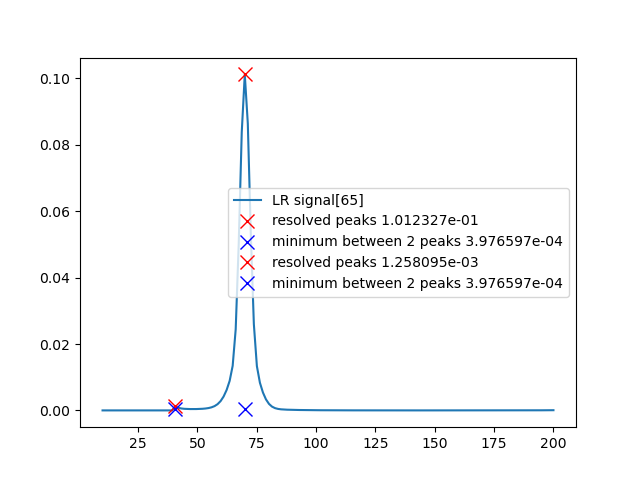 0.10
0.08
0.06
0.04
0.02
0.00
LR signal[65]
resolved peaks 1.012327e-01
minimum between 2 peaks 3.976597e-04
resolved peaks 1.258095e-03
minimum between 2 peaks 3.976597e-04
25 50 75 100 125 150 175 200